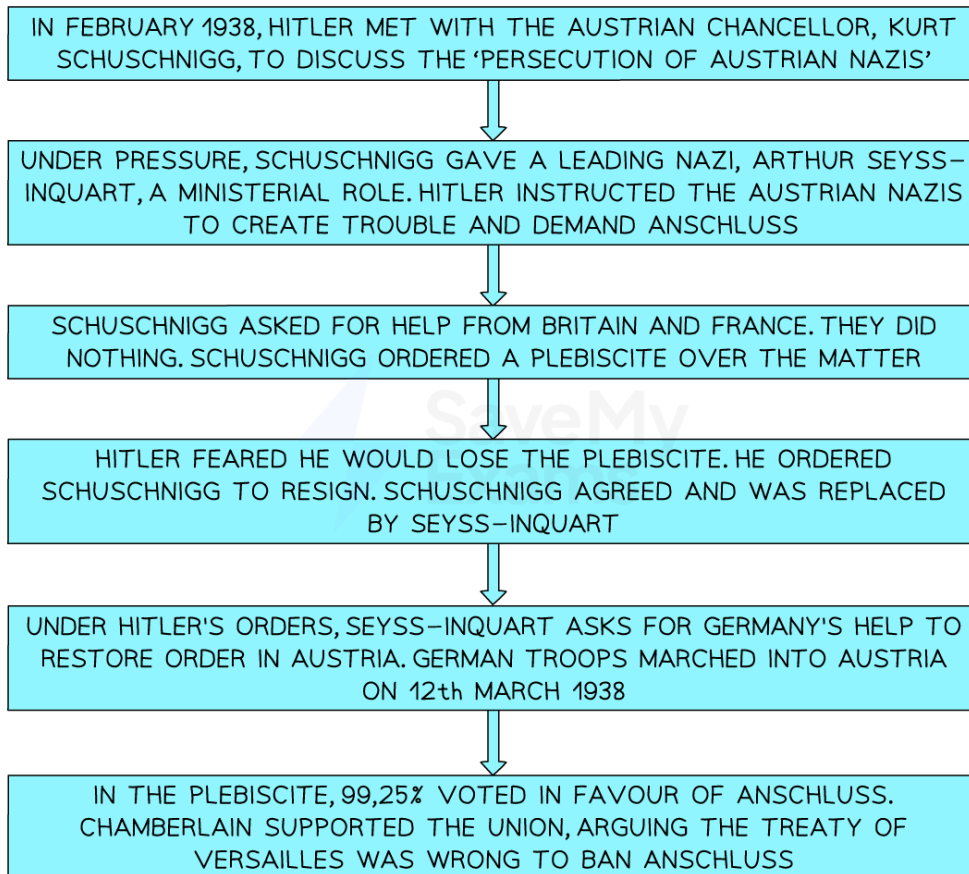 IN FEBRUARY 1938, HITLER MET WITH THE AUSTRIAN CHANCELLOR, KURT
SCHUSCHNIGG, TO DISCUSS THE ‘PERSECUTION OF AUSTRIAN NAZIS’
UNDER PRESSURE, SCHUSCHNIGG GAVE A LEADING NAZI, ARTHUR SEYSS-
INQUART, A MINISTERIAL ROLE. HITLER INSTRUCTED THE AUSTRIAN NAZIS
TO CREATE TROUBLE AND DEMAND ANSCHLUSS
SCHUSCHNIGG ASKED FOR HELP FROM BRITAIN AND FRANCE. THEY DID
NOTHING. SCHUSCHNIGG ORDERED A PLEBISCITE OVER THE MATTER
SaveMy
Exams
HITLER FEARED HE WOULD LOSE THE PLEBISCITE. HE ORDERED
SCHUSCHNIGG TO RESIGN. SCHUSCHNIGG AGREED AND WAS REPLACED
BY SEYSS-INQUART
UNDER HITLER'S ORDERS, SEYSS-INQUART ASKS FOR GERMANY'S HELP TO
RESTORE ORDER IN AUSTRIA. GERMAN TROOPS MARCHED INTO AUSTRIA
ON 12th MARCH 1938
IN THE PLEBISCITE, 99,25% VOTED IN FAVOUR OF ANSCHLUSS.
CHAMBERLAIN SUPPORTED THE UNION, ARGUING THE TREATY OF
VERSAILLES WAS WRONG TO BAN ANSCHLUSS